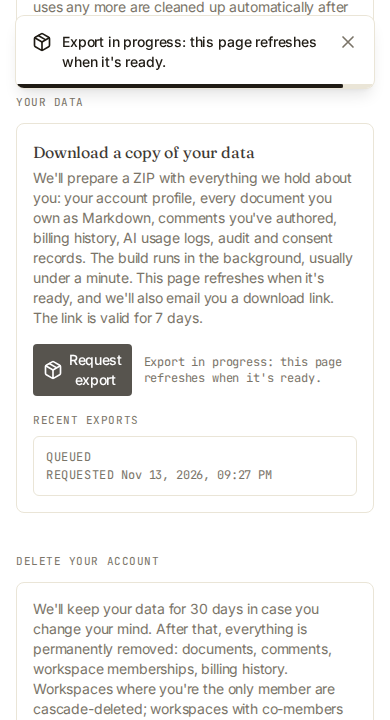 uses any more are cleaned up automatically after
Export in progress: this page refreshes
when it's ready.
YOUR DATA
Download a copy of your data
We'll prepare a ZIP with everything we hold about
you: your account profile, every document you
own as Markdown, comments you've authored,
billing history, AI usage logs, audit and consent
records. The build runs in the background, usually
under a minute. This page refreshes when it's
ready, and we'll also email you a download link.
The link is valid for 7 days.
Request
export
Export in progress: this page
refreshes when it's ready.
RECENT EXPORTS
QUEUED
REQUESTED Nov 13, 2026, 09:27 PM
DELETE YOUR ACCOUNT
We'll keep your data for 30 days in case you
change your mind. After that, everything is
permanently removed: documents, comments,
workspace memberships, billing history.
Workspaces where you're the only member are
cascade-deleted; workspaces with co-members